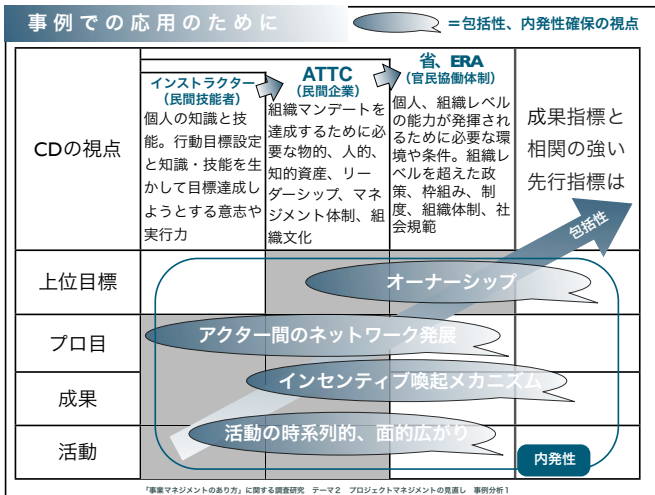 事例での応用のために
＝包括性、内発性確保の視点
CDの視点
インストラクター
（民間技能者）
個人の知識と技
能。行動目標設定
と知識・技能を生
かして目標達成し
ようとする意志や
実行力
ATTC
（民間企業）
組織マンデートを
達成するために必
要な物的、人的、
知的資産、リー
ダーシップ、マネ
ジメント体制、組
織文化
省、ERA
（官民協働体制）
個人、組織レベル
の能力が発揮され
るために必要な環
境や条件。組織レ
ベルを超えた政
策、枠組み、制
度、組織体制、社
会規範
成果指標と
相関の強い
先行指標は
包括性
上位目標
オーナーシップ
プロ目
アクター間のネットワーク発展
成果
インセンティブ喚起メカニズム
活動
活動の時系列的、面的広がり
内発性
「事業マネジメントのあり方」に関する調査研究　テーマ２　プロジェクトマネジメントの見直し　事例分析１